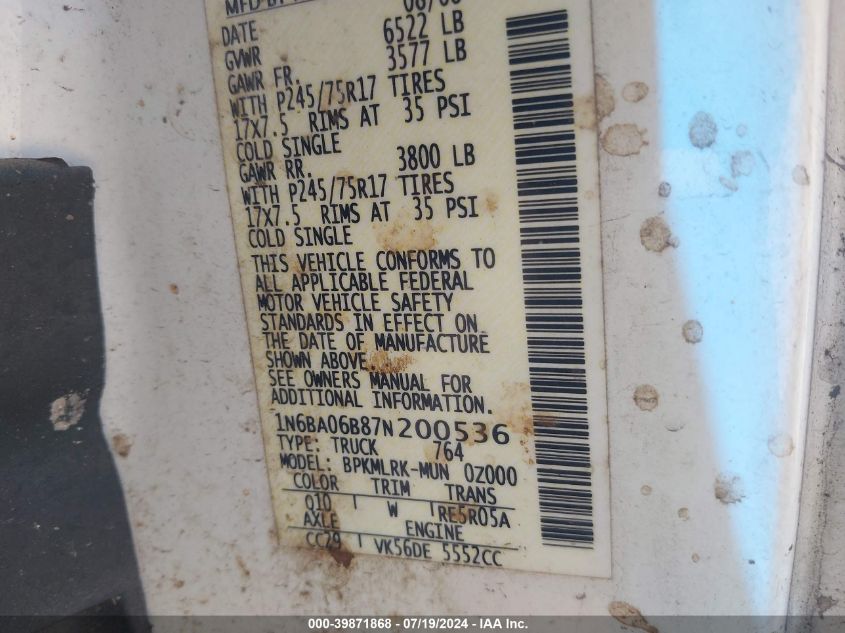 MFD BY
DATE
GVWR 6522 LB
GAWR FR. 3577 LB
WITH P245/75R17 TIRES
17X7.5 RIMS AT 35 PSI
COLD SINGLE
GAWR RR. 3800 LB
WITH P245/75R17 TIRES
17X7.5 RIMS AT 35 PSI
COLD SINGLE
THIS VEHICLE CONFORMS TO
ALL APPLICABLE FEDERAL
MOTOR VEHICLE SAFETY
STANDARDS IN EFFECT ON
THE DATE OF MANUFACTURE
SHOWN ABOVE.
SEE OWNERS MANUAL FOR
ADDITIONAL INFORMATION.
1N6BA06B87N200536
TYPE: TRUCK 764
MODEL: BPKMLRK-MUN 0Z000
COLOR TRIM TRANS
Q10 W RE5R05A
AXLE ENGINE
CC29 VK56DE 5552CC
000-39871868 / 07/19/2024 - IAA Inc.